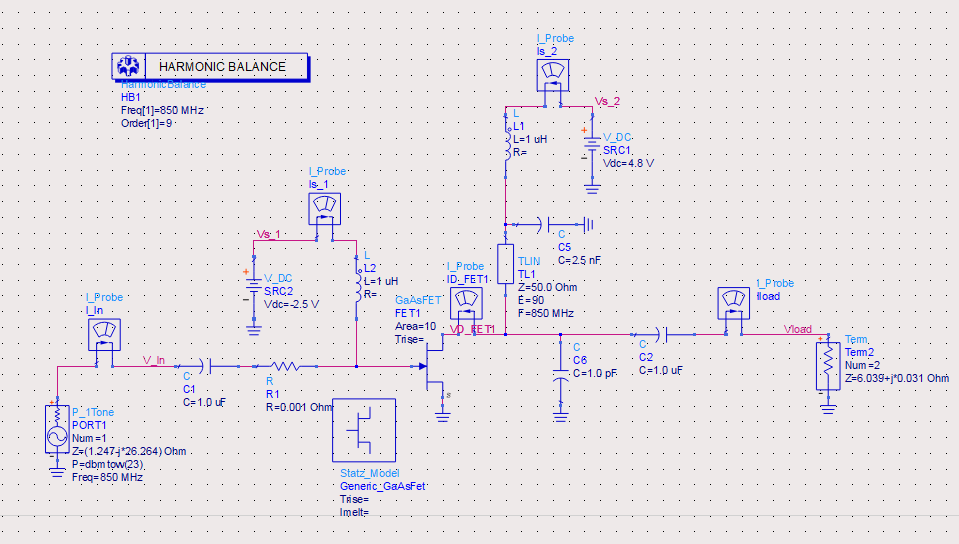 HARMONIC BALANCE
HarmonicBalance
HB1
Freq[1]=850 MHz
Order[1]=9
I_Probe
Is_2
Vs_2
L
L1
L=1 uH
R=
V_DC
SRC1
Vdc=4.8 V
I_Probe
Is_1
Vs_1
V_DC
SRC2
Vdc=-2.5 V
L
L2
L=1 uH
R=
C
C5
C=2.5 nF
TLIN
TL1
Z=50.0 Ohm
E=90
F=850 MHz
I_Probe
ID_FET1
VD_FET1
GaAsFET
FET1
Area=10
Trise=
s
I_Probe
Iload
Vload
I_Probe
I_In
V_In
C
C1
C=1.0 uF
R
R1
R=0.001 Ohm
C
C6
C=1.0 pF
C
C2
C=1.0 uF
Term
Term2
Num=2
Z=6.039+j*0.031 Ohm
P_1Tone
PORT1
Num=1
Z=(1.247-j*26.264) Ohm
P=dbmtow(23)
Freq=850 MHz
Statz_Model
Generic_GaAsFet
Trise=
Imelt=